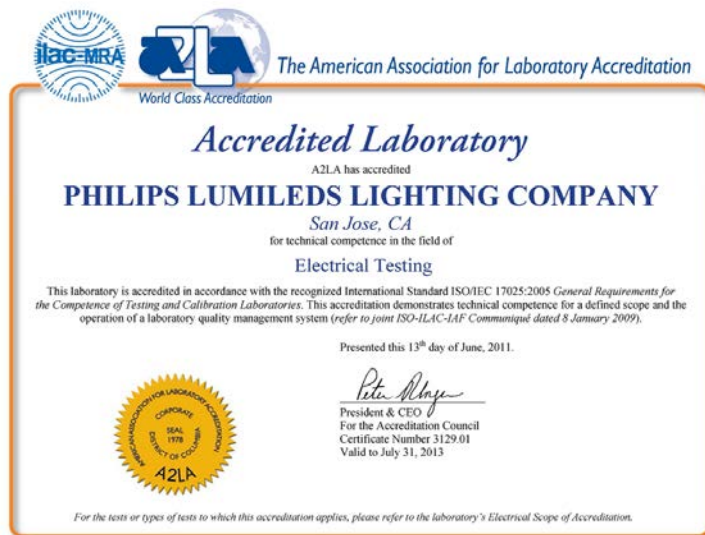 ilac-MRA
A2LA
World Class Accreditation
The American Association for Laboratory Accreditation
Accredited Laboratory
A2LA has accredited
PHILIPS LUMILEDS LIGHTING COMPANY
San Jose, CA
for technical competence in the field of
Electrical Testing
This laboratory is accredited in accordance with the recognized International Standard ISO/IEC 17025:2005 General Requirements for
the Competence of Testing and Calibration Laboratories. This accreditation demonstrates technical competence for a defined scope and the
operation of a laboratory quality management system (refer to joint ISO-ILAC-IAF Communiqué dated 8 January 2009).
Presented this 13th day of June, 2011.
President & CEO
For the Accreditation Council
Certificate Number 3129.01
Valid to July 31, 2013
AMERICAN ASSOCIATION FOR LABORATORY ACCREDITATION
CORPORATE
SEAL
1978
DISTRICT OF COLUMBIA
A2LA
For the tests or types of tests to which this accreditation applies, please refer to the laboratory's Electrical Scope of Accreditation.